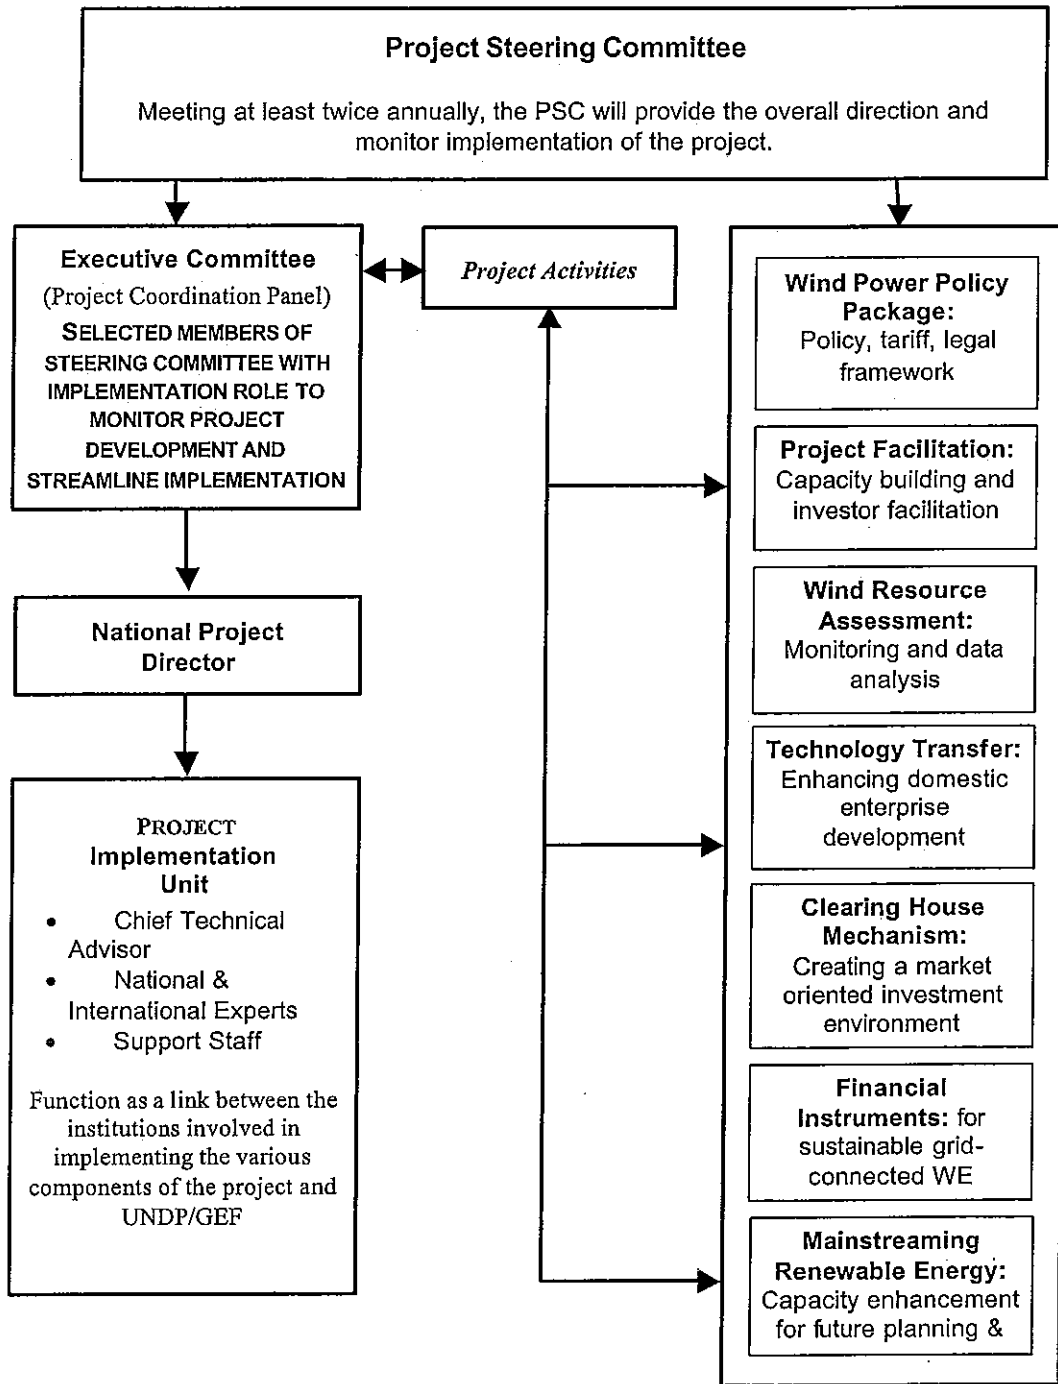 Project Steering Committee
Meeting at least twice annually, the PSC will provide the overall direction and
monitor implementation of the project.
Executive Committee
(Project Coordination Panel)
SELECTED MEMBERS OF
STEERING COMMITTEE WITH
IMPLEMENTATION ROLE TO
MONITOR PROJECT
DEVELOPMENT AND
STREAMLINE IMPLEMENTATION
Project Activities
National Project
Director
PROJECT
Implementation
Unit
• Chief Technical
Advisor
• National &
International Experts
• Support Staff
Function as a link between the
institutions involved in
implementing the various
components of the project and
UNDP/GEF
Wind Power Policy
Package:
Policy, tariff, legal
framework
Project Facilitation:
Capacity building and
investor facilitation
Wind Resource
Assessment:
Monitoring and data
analysis
Technology Transfer:
Enhancing domestic
enterprise
development
Clearing House
Mechanism:
Creating a market
oriented investment
environment
Financial
Instruments: for
sustainable grid-
connected WE
Mainstreaming
Renewable Energy:
Capacity enhancement
for future planning &